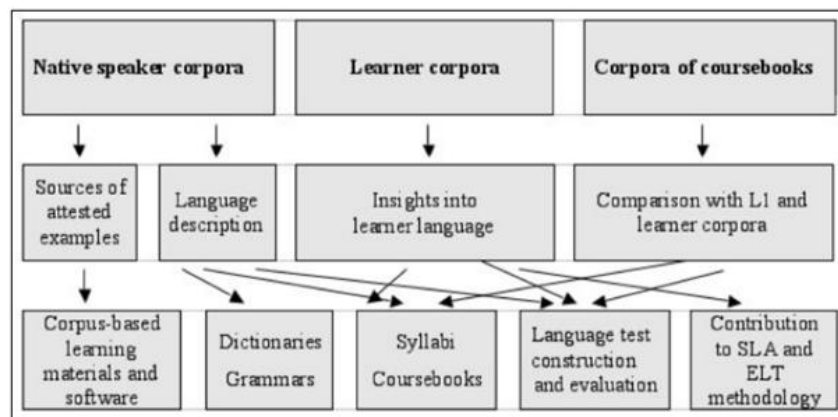 Native speaker corpora
Learner corpora
Corpora of coursebooks
Sources of
attested
examples
Language
description
Insights into
learner language
Comparison with L1 and
learner corpora
Corpus-based
learning
materials and
software
Dictionaries
Grammars
Syllabi
Coursebooks
Language test
construction
and evaluation
Contribution
to SLA and
ELT
methodology